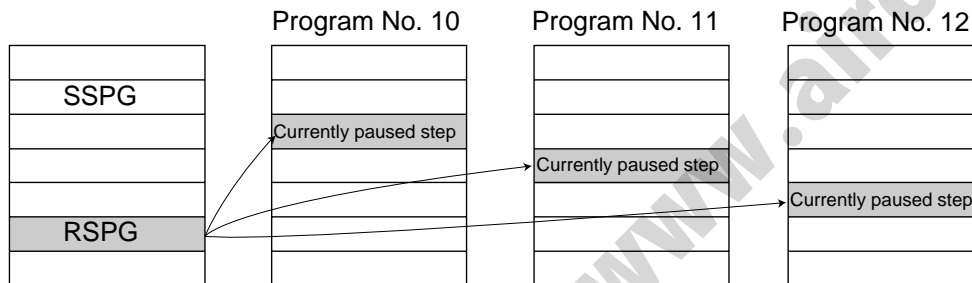 Program No. 10 Program No. 11 Program No. 12
SSPG
Currently paused step
Currently paused step
Currently paused step
RSPG